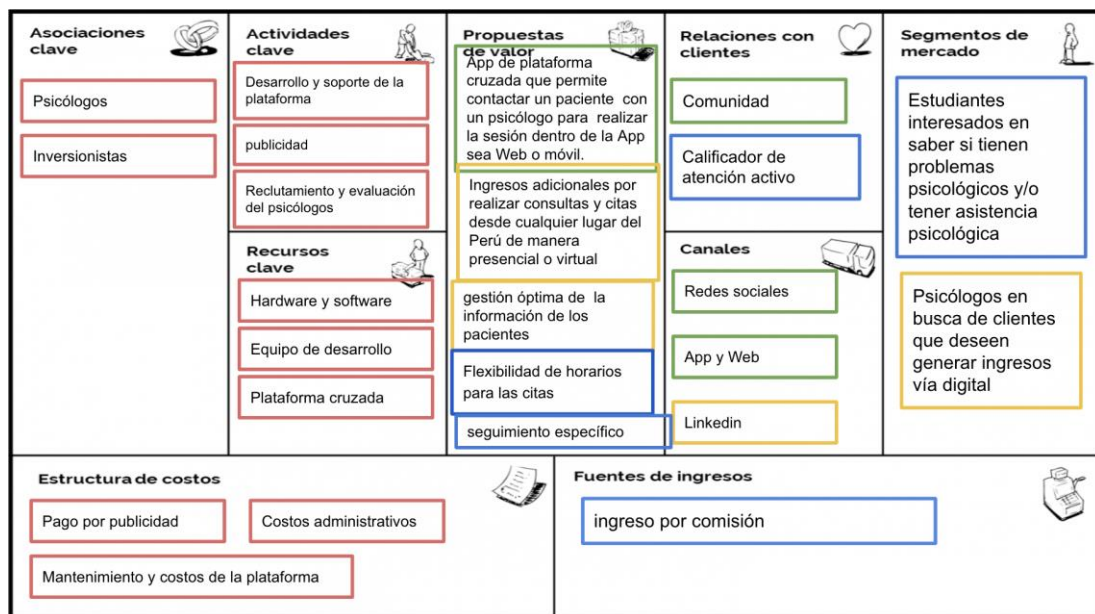 Asociaciones
clave
Psicólogos
Inversionistas
Actividades
clave
Desarrollo y soporte de la
plataforma
publicidad
Reclutamiento y evaluación
del psicólogos
Recursos
clave
Hardware y software
Equipo de desarrollo
Plataforma cruzada
Propuestas
de valor
App de plataforma
cruzada que permite
contactar un paciente con
un psicólogo para realizar
la sesión dentro de la App
sea Web o móvil.
Ingresos adicionales por
realizar consultas y citas
desde cualquier lugar del
Perú de manera
presencial o virtual
gestión óptima de la
información de los
pacientes
Flexibilidad de horarios
para las citas
seguimiento específico
Relaciones con
clientes
Comunidad
Calificador de
atención activo
Canales
Redes sociales
App y Web
Linkedin
Segmentos de
mercado
Estudiantes
interesados en
saber si tienen
problemas
psicológicos y/o
tener asistencia
psicológica
Psicólogos en
busca de clientes
que deseen
generar ingresos
vía digital
Estructura de costos
Pago por publicidad
Costos administrativos
Mantenimiento y costos de la plataforma
Fuentes de ingresos
ingreso por comisión